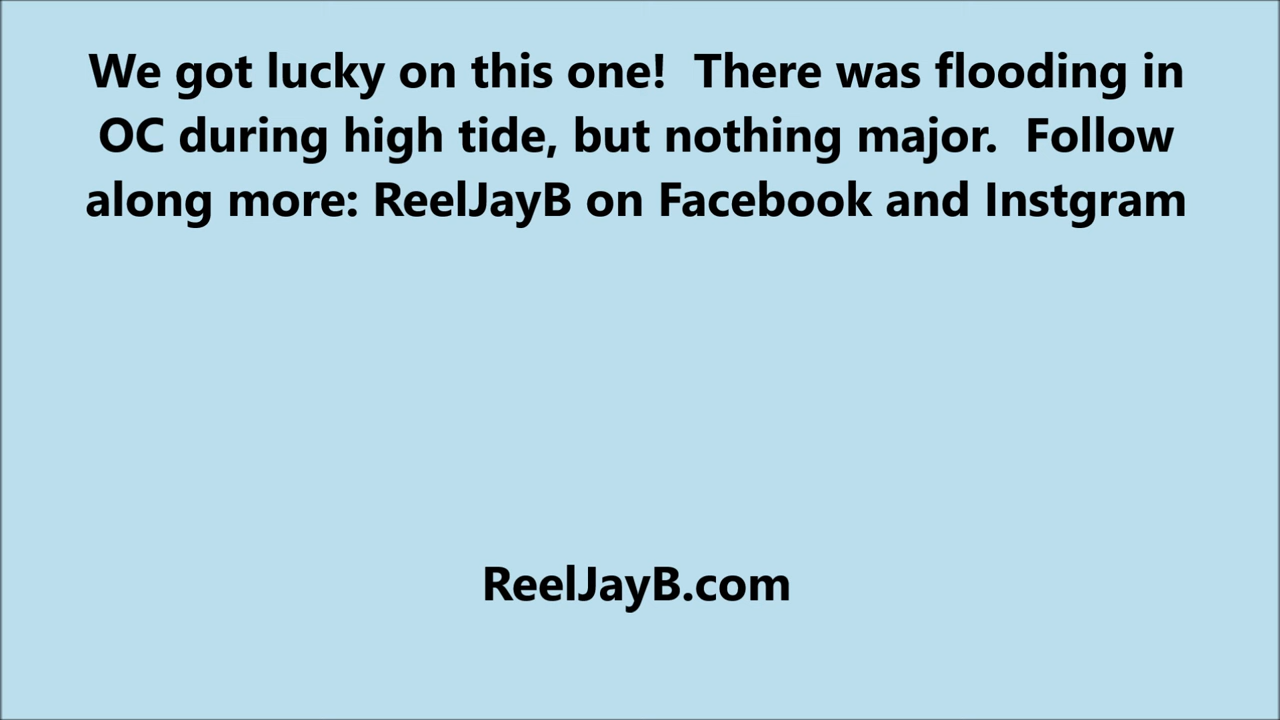 We got lucky on this one!  There was flooding in
OC during high tide, but nothing major.  Follow
along more: ReelJayB on Facebook and Instgram
ReelJayB.com